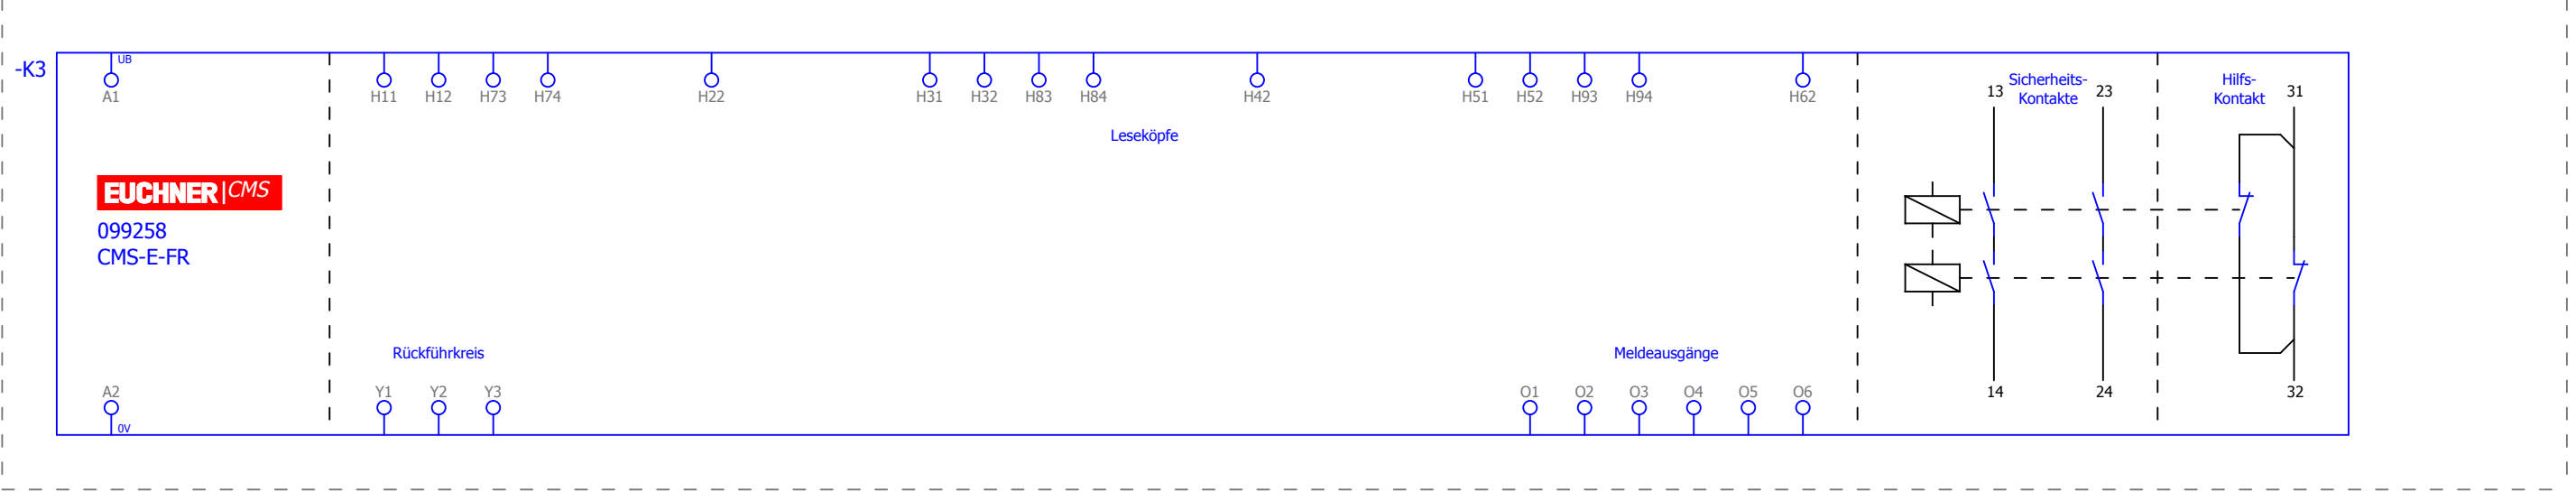 -K3
UB
A1
H11 H12 H73 H74 H22 H31 H32 H83 H84 H42 H51 H52 H93 H94 H62
13 Sicherheits- 23
Kontakte
Hilfs- 31
Kontakt
Leseköpfe
EUCHNER|CMS
099258
CMS-E-FR
Rückführkreis
Meldeausgänge
A2
Y1 Y2 Y3
O1 O2 O3 O4 O5 O6
14 24 32
0V